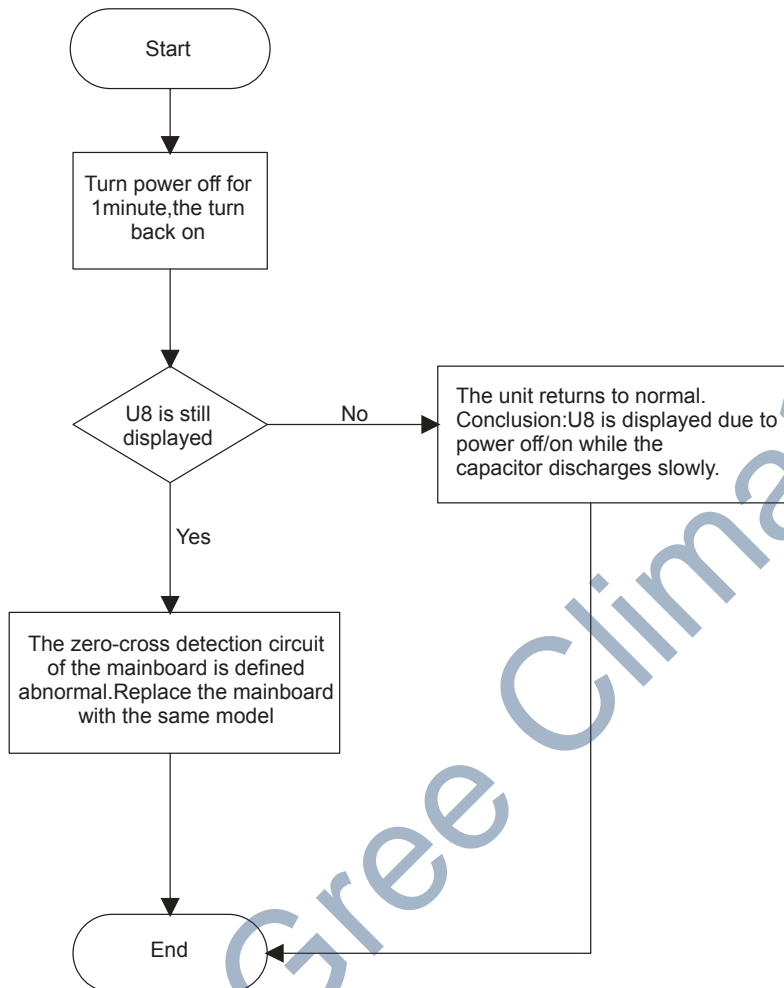 Start
Turn power off for
1minute,the turn
back on
U8 is still
displayed
No
The unit returns to normal.
Conclusion:U8 is displayed due to
power off/on while the
capacitor discharges slowly.
Yes
The zero-cross detection circuit
of the mainboard is defined
abnormal.Replace the mainboard
with the same model
End
Gree